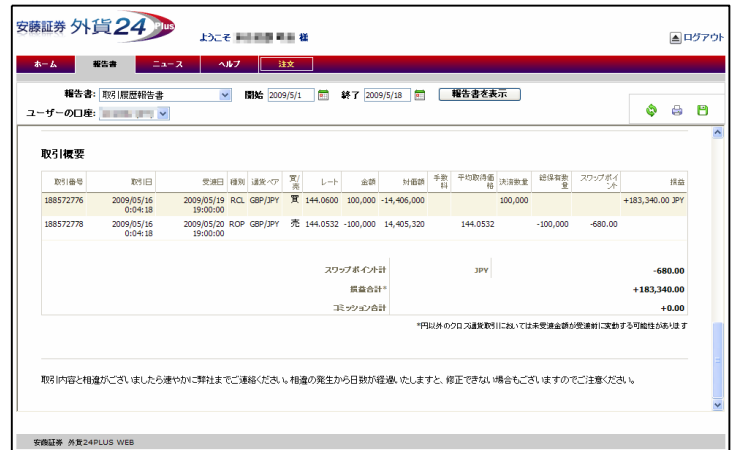 安藤証券 外貨24 Plus
ようこそ 様
ログアウト
ホーム 報告書 ニュース ヘルプ 注文
報告書: 取引履歴報告書 開始 2009/5/1 終了 2009/5/18 報告書を表示
ユーザーの口座: (JPY)
取引概要
取引番号 取引日 受渡日 種別 通貨ペア 買/売 レート 金額 対価額 手数料 平均取得価格 決済数量 総保有数量 スワップポイント 損益
188572776 2009/05/16 0:04:18 2009/05/19 19:00:00 RCL GBP/JPY 買 144.0600 100,000 -14,406,000 100,000 +183,340.00 JPY
188572778 2009/05/16 0:04:18 2009/05/20 19:00:00 ROP GBP/JPY 売 144.0532 -100,000 14,405,320 144.0532 -100,000 -680.00
スワップポイント計 JPY -680.00
損益合計* +183,340.00
コミッション合計 +0.00
*円以外のクロス通貨取引においては未受渡金額が受渡前に変動する可能性があります
取引内容と相違がございましたら速やかに弊社までご連絡ください。相違の発生から日数が経過いたしますと、修正できない場合もございますのでご注意ください。
安藤証券 外貨24PLUS WEB